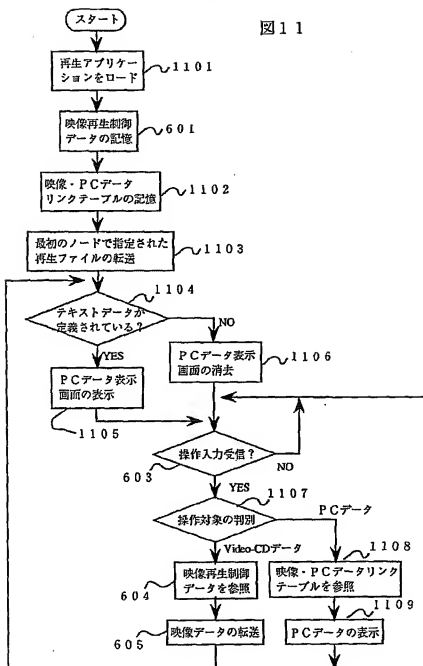 図11
スタート
再生アプリケー
ションをロード
1101
映像再生制御
データの記憶
601
映像・PCデータ
リンクテーブルの記憶
1102
最初のノードで指定された
再生ファイルの転送
1103
テキストデータが
定義されている?
1104
NO
YES
PCデータ表示
画面の表示
1105
PCデータ表示
画面の消去
1106
操作入力受信?
603
NO
YES
操作対象の判別
1107
PCデータ
Video-CDデータ
映像再生制御
データを参照
604
映像・PCデータリンク
テーブルを参照
1108
映像データの転送
605
PCデータの表示
1109